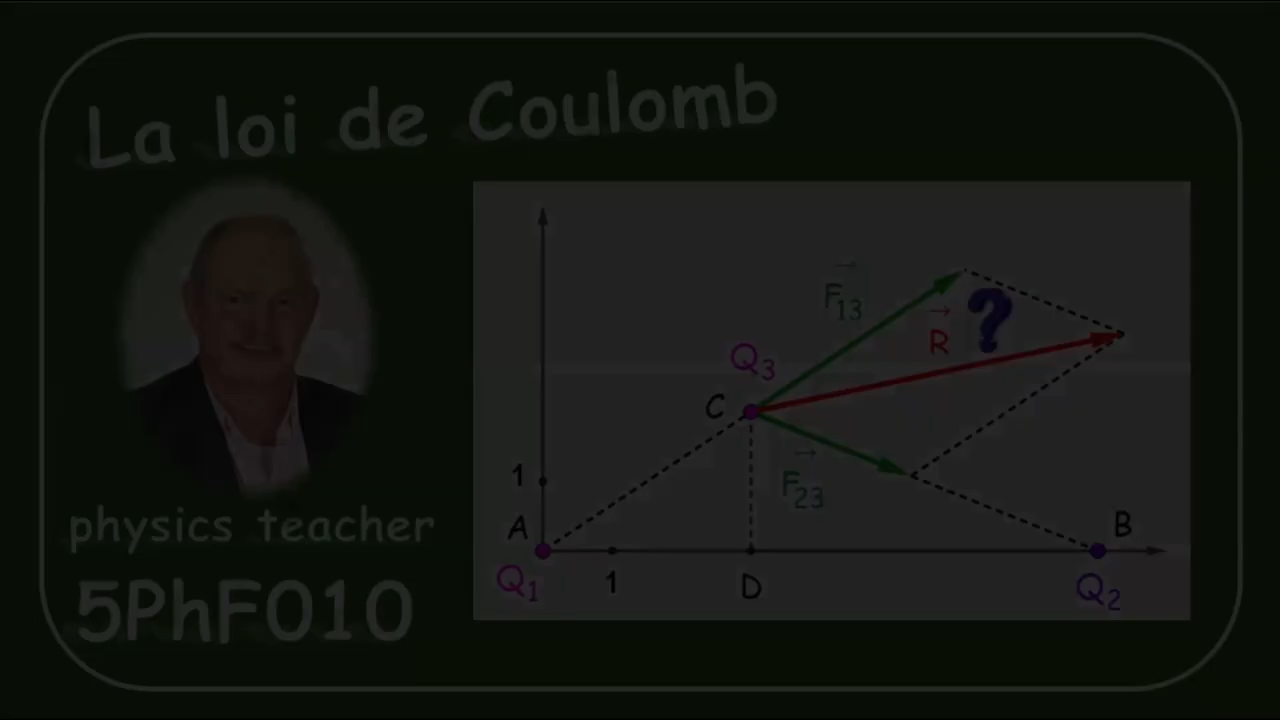 La loi de Coulomb
physics teacher
5PhF010
F13
R
?
Q3
C
F23
1
A
B
Q1
1
D
Q2